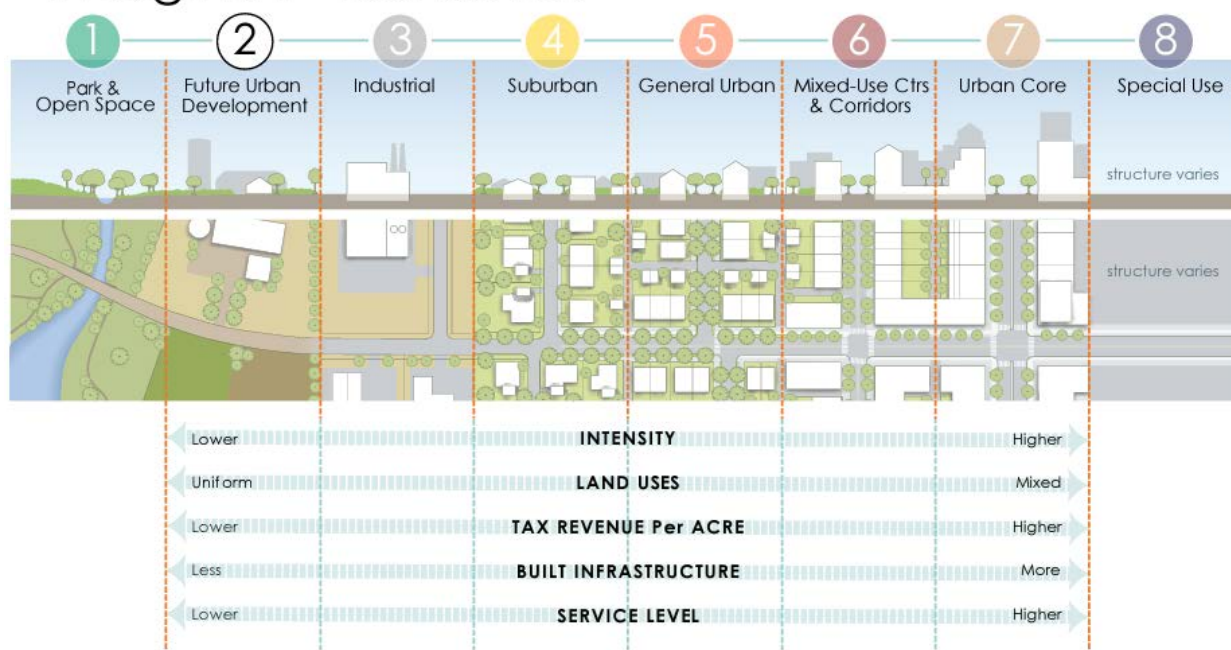 1
2
3
4
5
6
7
8
Park &
Open Space
Future Urban
Development
Industrial
Suburban
General Urban
Mixed-Use Ctrs
& Corridors
Urban Core
Special Use
structure varies
structure varies
Lower INTENSITY Higher
Uniform LAND USES Mixed
Lower TAX REVENUE Per ACRE Higher
Less BUILT INFRASTRUCTURE More
Lower SERVICE LEVEL Higher